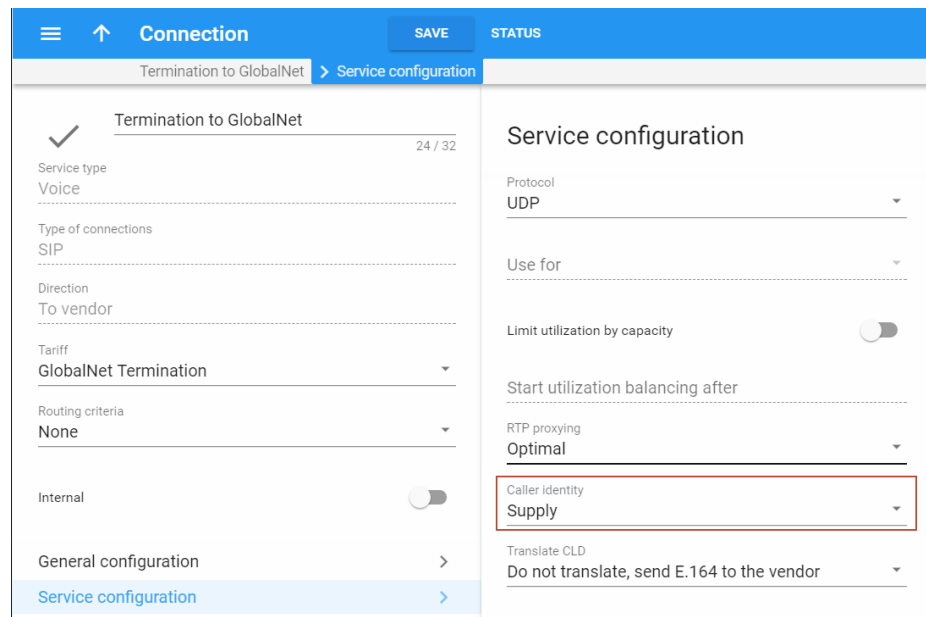 Connection
SAVE
STATUS
Termination to GlobalNet
Service configuration
Termination to GlobalNet
24 / 32
Service type
Voice
Type of connections
SIP
Direction
To vendor
Tariff
GlobalNet Termination
Routing criteria
None
Internal
General configuration
Service configuration
Service configuration
Protocol
UDP
Use for
Limit utilization by capacity
Start utilization balancing after
RTP proxying
Optimal
Caller identity
Supply
Translate CLD
Do not translate, send E.164 to the vendor